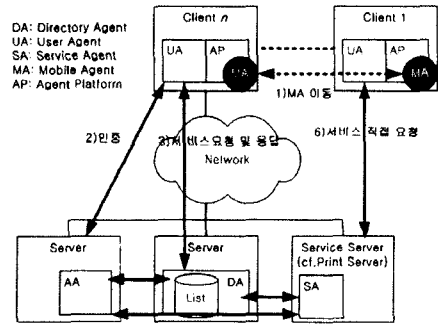 Client n
Client 1
DA: Directory Agent
UA: User Agent
SA: Service Agent
MA: Mobile Agent
AP: Agent Platform
UA
AP
MA
UA
AP
MA
1)MA 이동
2)인증
3)서비스요청 및 응답
6)서비스 직접 요청
Network
Server
Server
Service Server
(cf.Print Server)
AA
DA
List
SA